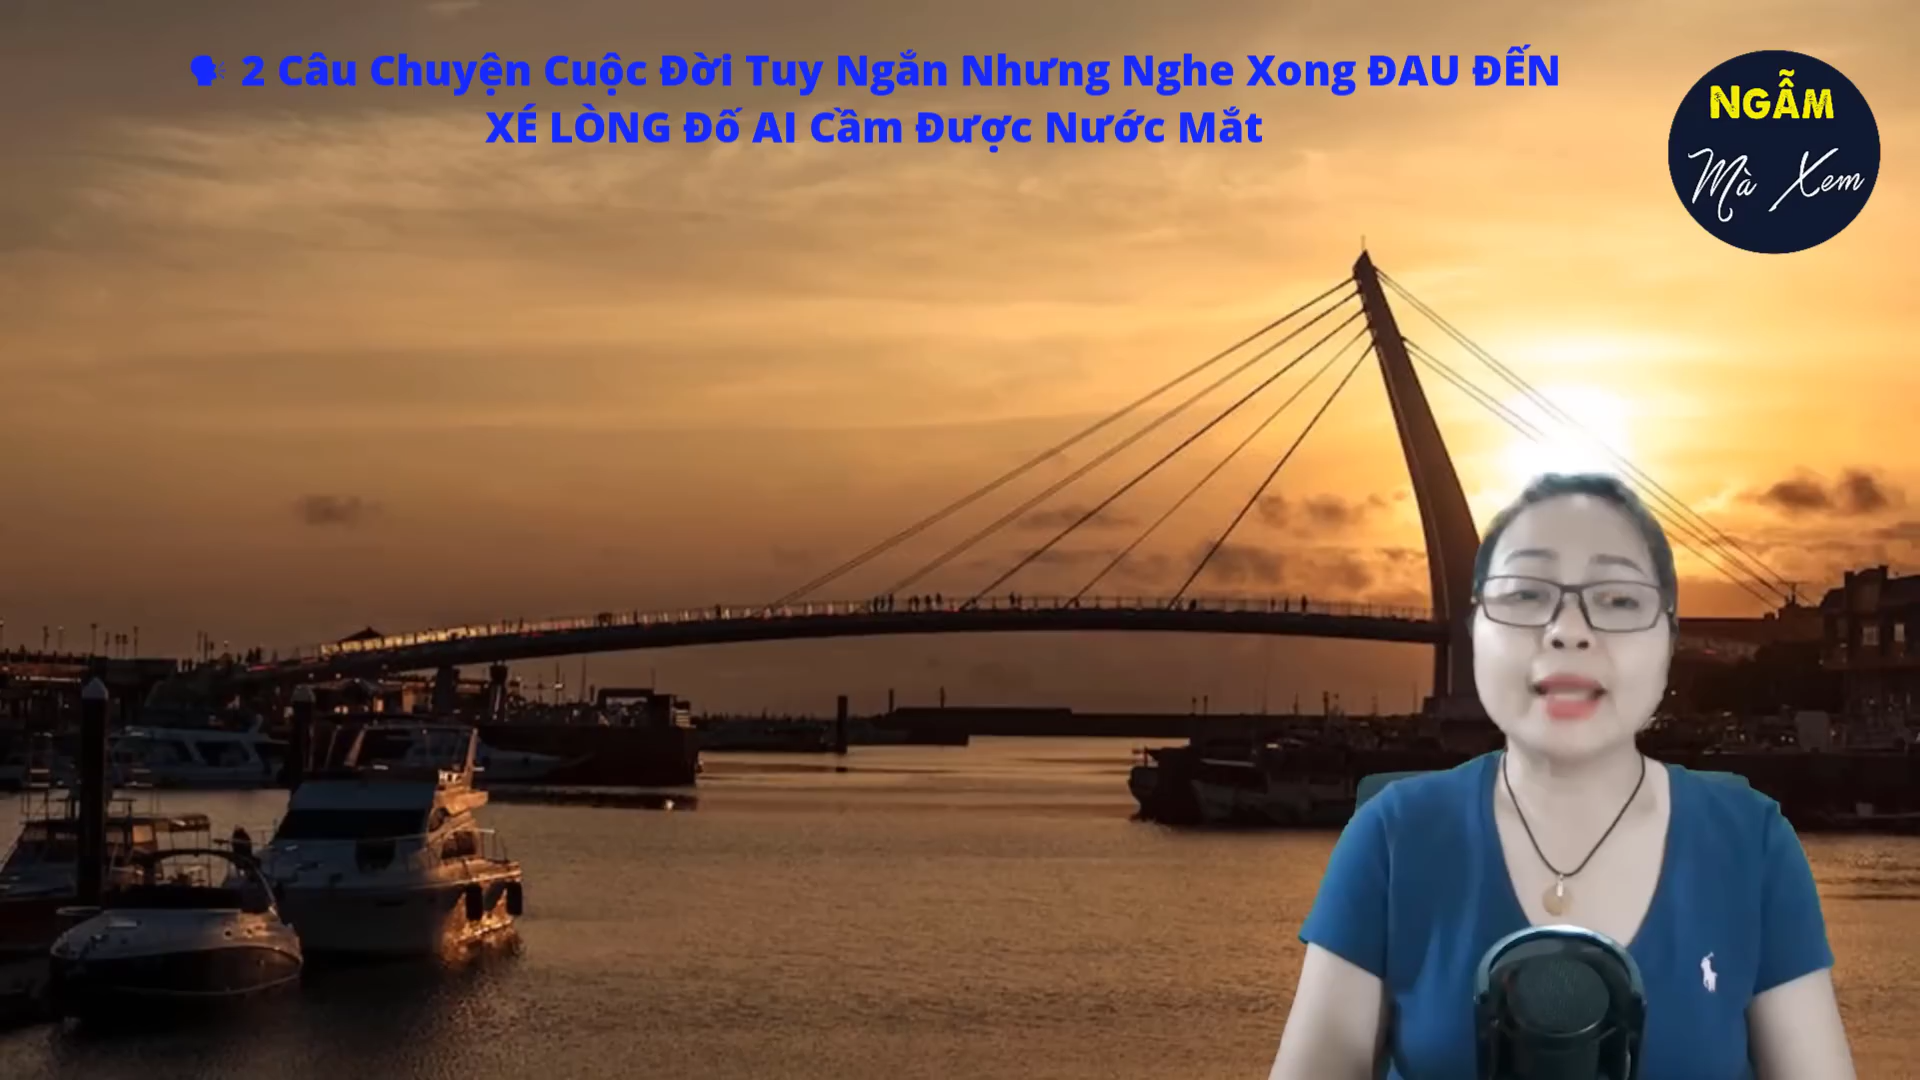 🗣 2 Câu Chuyện Cuộc Đời Tuy Ngắn Nhưng Nghe Xong ĐAU ĐẾN
XÉ LÒNG Đố AI Cầm Được Nước Mắt
NGẪM
Mà Xem